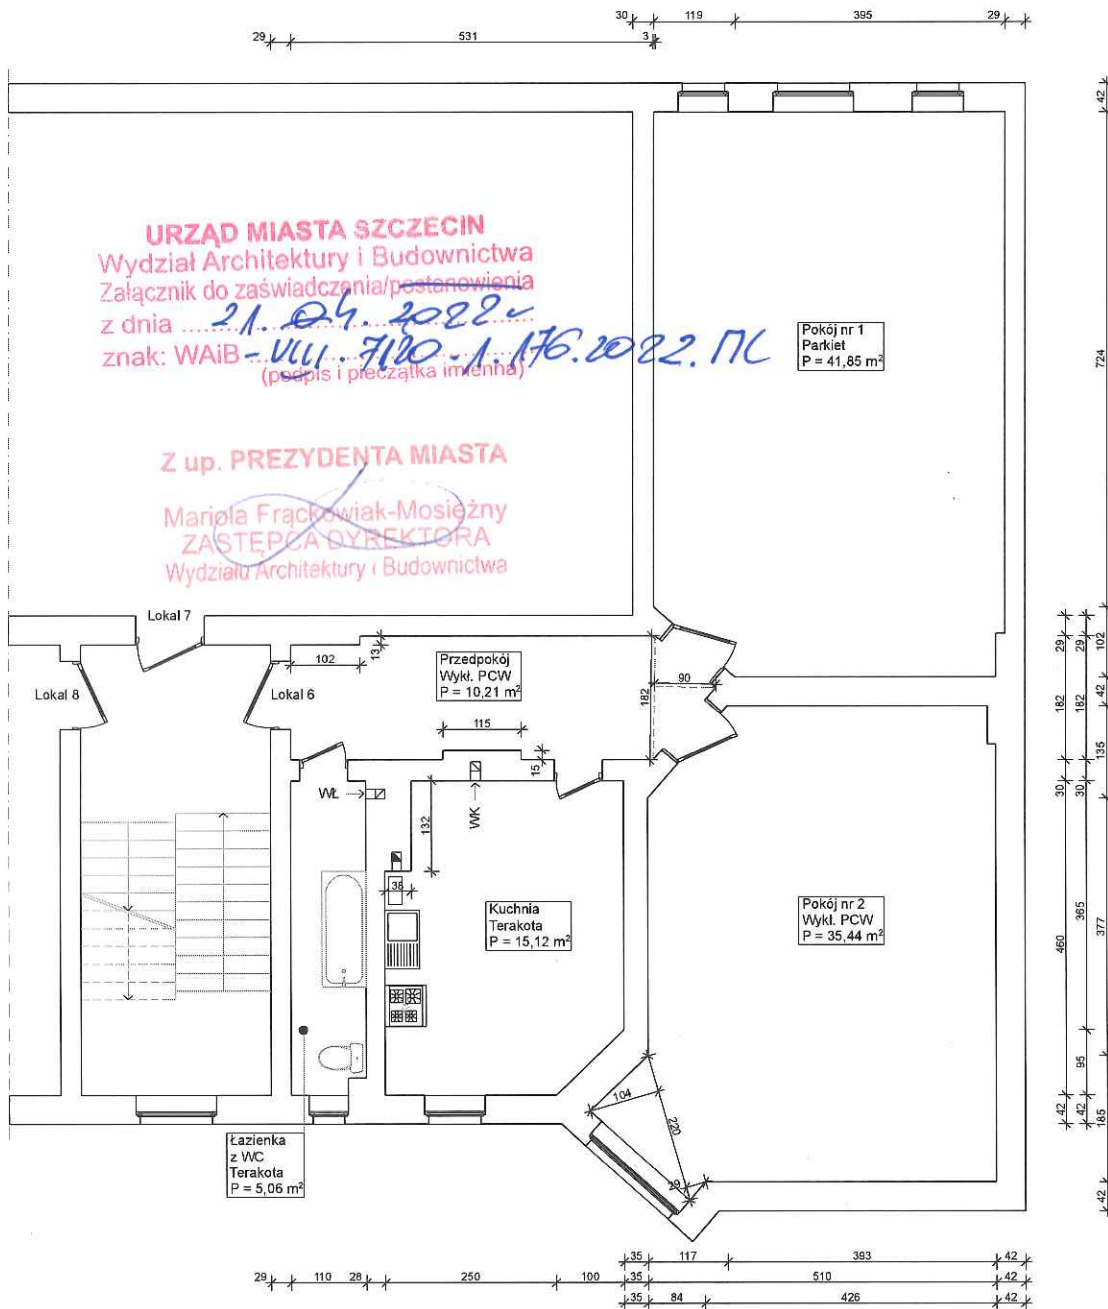 30 119 395 29
29 531 3
42
URZĄD MIASTA SZCZECIN
Wydział Architektury i Budownictwa
Załącznik do zaświadczenia/postanowienia
z dnia 21. 04. 2022 r
znak: WAiB - VIII. 7120.1.176.2022.
(podpis i pieczątka imienna)
Pokój nr 1
Parkiet
P = 41,85 m²
724
Z up. PREZYDENTA MIASTA
Mariola Frąckowiak-Mosiężny
ZASTĘPCA DYREKTORA
Wydziału Architektury i Budownictwa
Lokal 7
Lokal 8
Lokal 6
102
13
Przedpokój
Wykł. PCW
P = 10,21 m²
115
15
182
90
29 29 102
42
182 182
135
30 30
WŁ
WK
132
38
Kuchnia
Terakota
P = 15,12 m²
Pokój nr 2
Wykł. PCW
P = 35,44 m²
460 365 377
95
42 42 185
42
104
220
29
Łazienka
z WC
Terakota
P = 5,06 m²
35 117 393 42
29 110 28 250 100 35 510 42
35 84 426 42